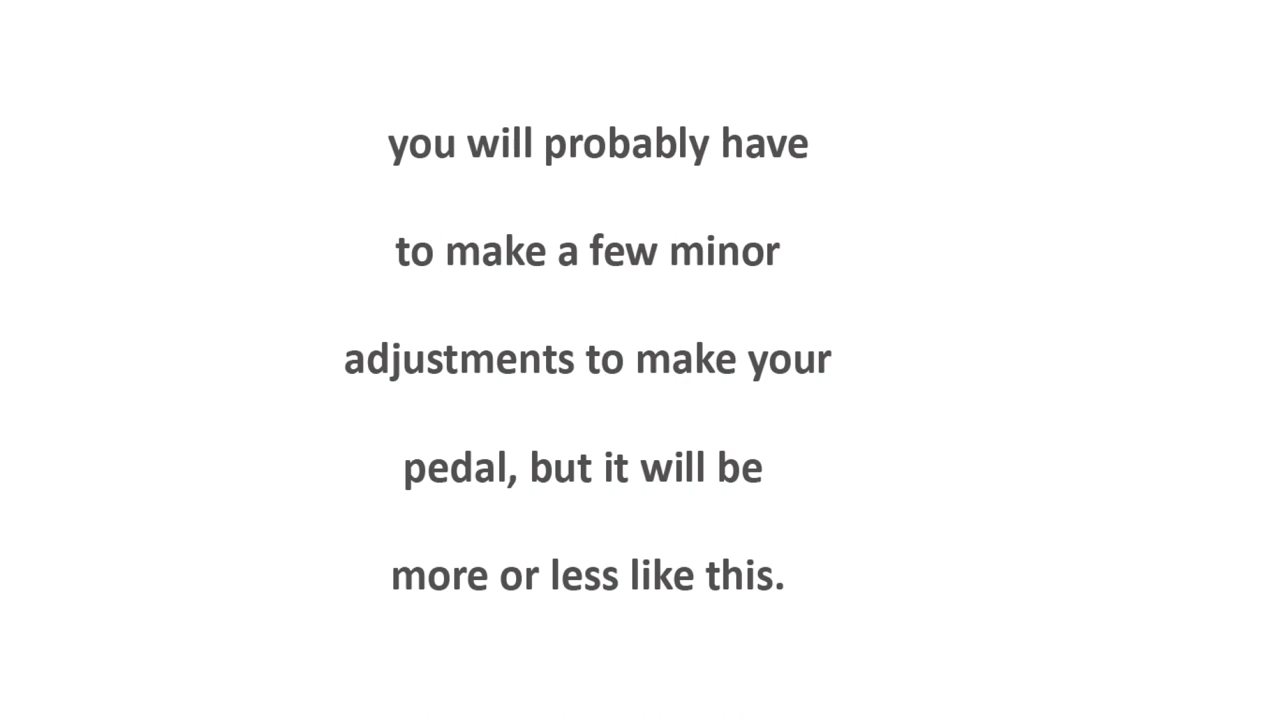 you will probably have
to make a few minor
adjustments to make your
pedal, but it will be
more or less like this.